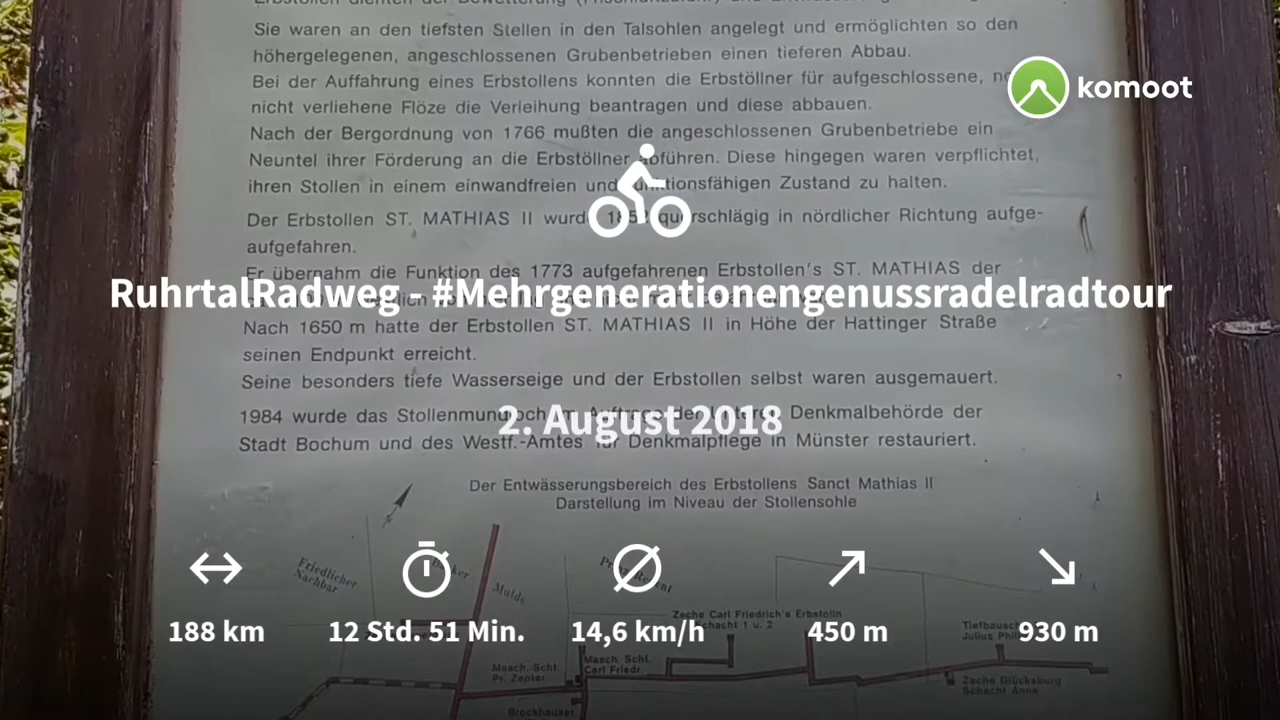 Sie waren an den tiefsten Stellen in den Talsohlen angelegt und ermöglichten so den
höhergelegenen, angeschlossenen Grubenbetrieben einen tieferen Abbau.
komoot
Bei der Auffahrung eines Erbstollens konnten die Erbstöllner für aufgeschlossene,
nicht verliehene Flöze die Verleihung beantragen und diese abbauen.
Nach der Bergordnung von 1766 mußten die angeschlossenen Grubenbetriebe ein
Neuntel ihrer Förderung an die Erbstöllner abführen. Diese hingegen waren verpflichtet,
ihren Stollen in einem einwandfreien und funktionsfähigen Zustand zu halten.
Der Erbstollen ST. MATHIAS II wurde 1852 querschlägig in nördlicher Richtung aufge-
aufgefahren.
Er übernahm die Funktion des 1773 aufgefahrenen Erbstollen's ST. MATHIAS der
RuhrtalRadweg - #Mehrgenerationengenussradelradtour
Nach 1650 m hatte der Erbstollen ST. MATHIAS II in Höhe der Hattinger Straße
seinen Endpunkt erreicht.
Seine besonders tiefe Wasserseige und der Erbstollen selbst waren ausgemauert.
1984 wurde das Stollenmundloch im Auftrage der Unteren Denkmalbehörde der
2. August 2018
Stadt Bochum und des Westf.-Amtes für Denkmalpflege in Münster restauriert.
Der Entwässerungsbereich des Erbstollens Sanct Mathias II
Darstellung im Niveau der Stollensohle
Friedlicher
Nachbar
Mulde
Zeche Carl Friedrich's Erbstolln
Schacht 1 u. 2
Tiefbauschacht
188 km
12 Std. 51 Min.
14,6 km/h
450 m
930 m
Masch. Scht.
Pr. Zepter
Masch. Scht.
Carl Friedr.
Zeche Glücksburg
Schacht Anna
Brockhauser